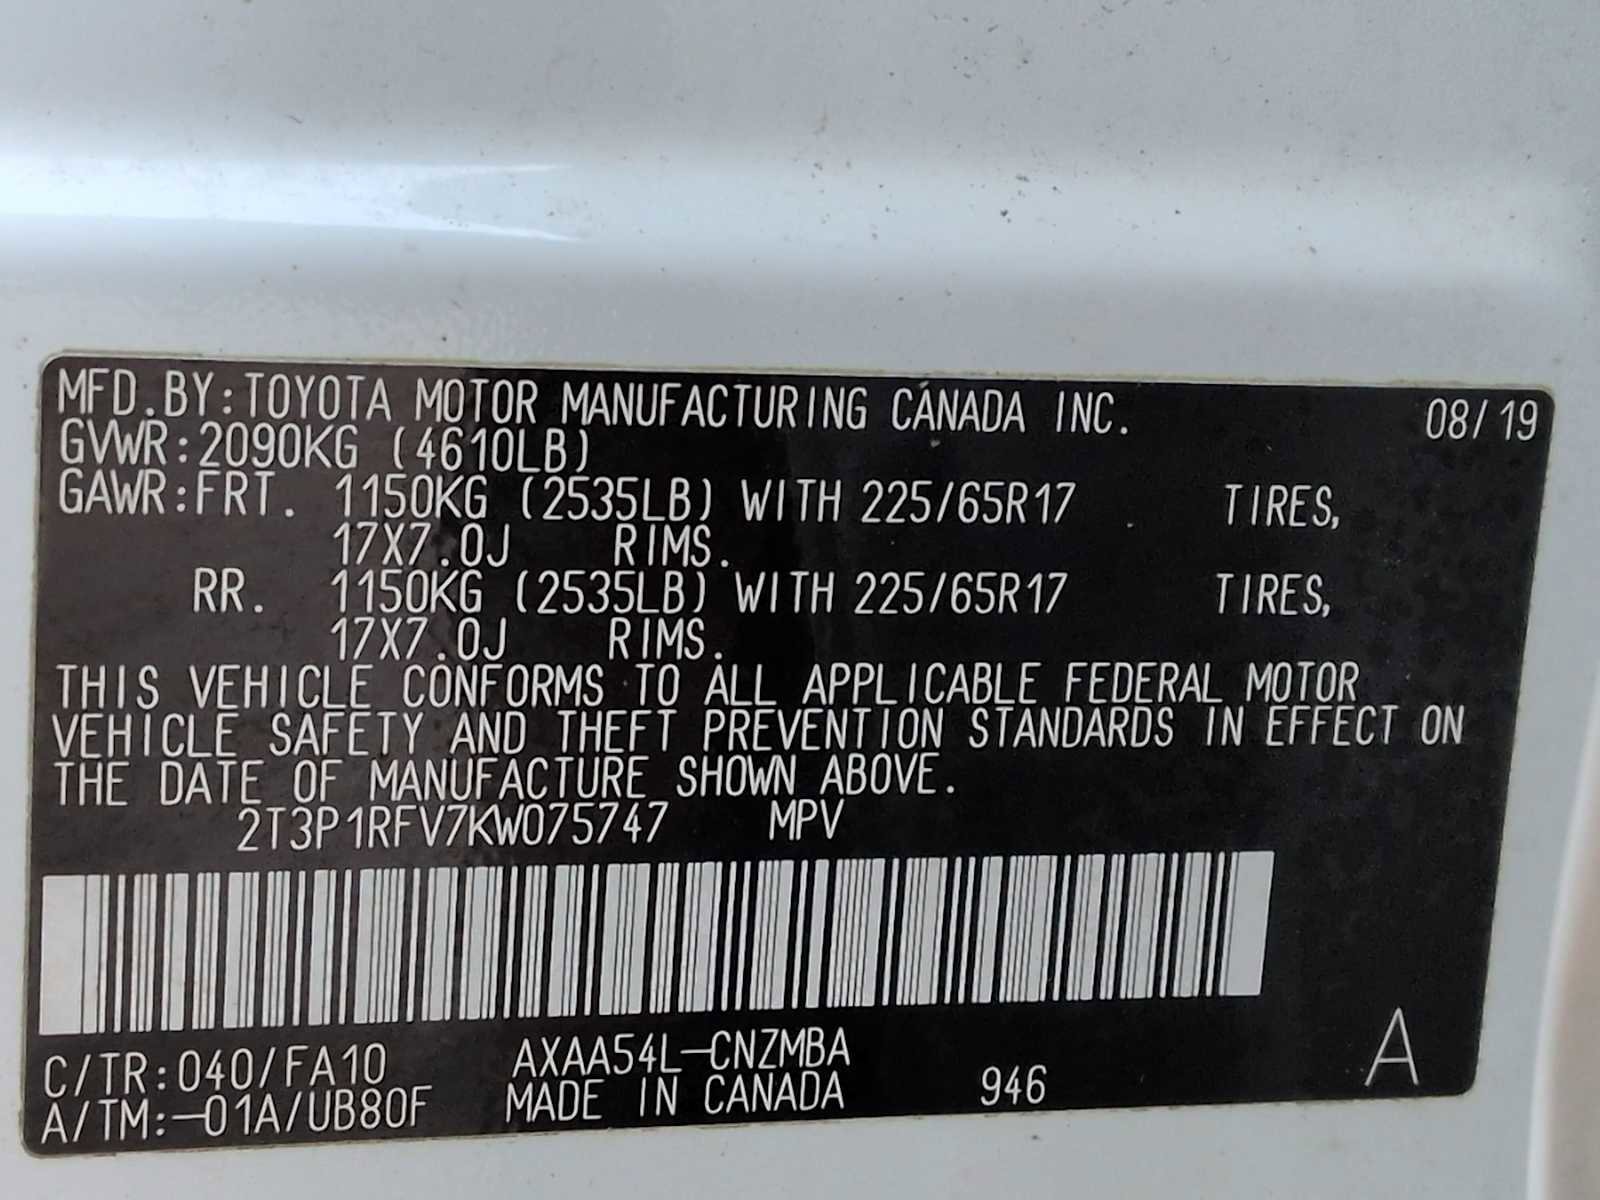 MFD.BY:TOYOTA MOTOR MANUFACTURING CANADA INC. 08/19
GVWR:2090KG (4610LB)
GAWR:FRT. 1150KG (2535LB) WITH 225/65R17 TIRES,
17X7.0J RIMS.
RR. 1150KG (2535LB) WITH 225/65R17 TIRES,
17X7.0J RIMS.
THIS VEHICLE CONFORMS TO ALL APPLICABLE FEDERAL MOTOR
VEHICLE SAFETY AND THEFT PREVENTION STANDARDS IN EFFECT ON
THE DATE OF MANUFACTURE SHOWN ABOVE.
2T3P1RFV7KW075747 MPV
C/TR:040/FA10 AXAA54L-CNZMBA A
A/TM:-01A/UB80F MADE IN CANADA 946